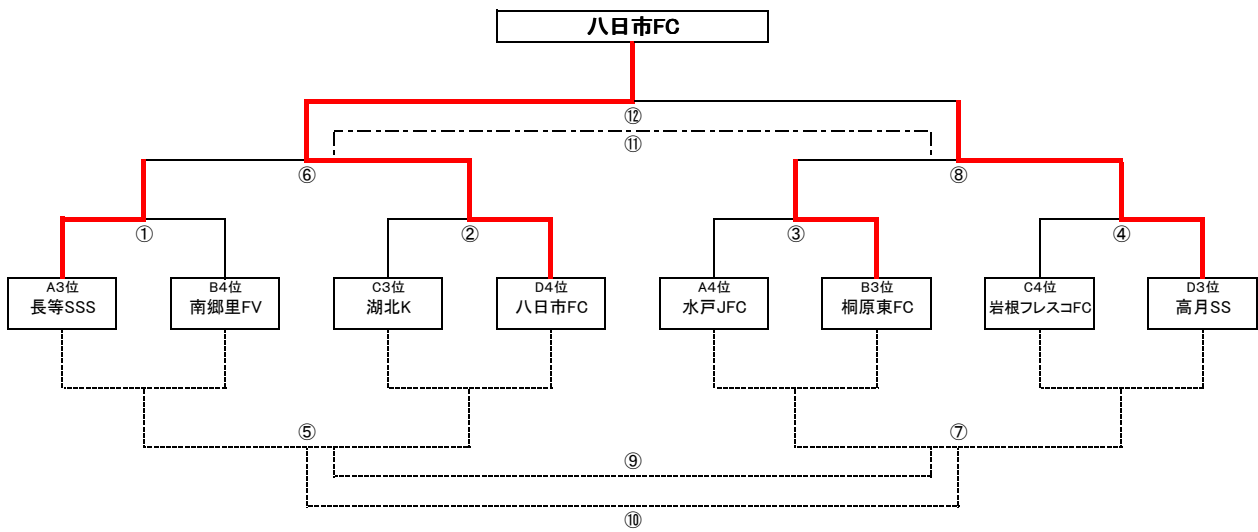 八日市FC
⑫
⑪
⑥
⑧
①
②
③
④
A3位
長等SSS
B4位
南郷里FV
C3位
湖北K
D4位
八日市FC
A4位
水戸JFC
B3位
桐原東FC
C4位
岩根フレスコFC
D3位
高月SS
⑤
⑦
⑨
⑩